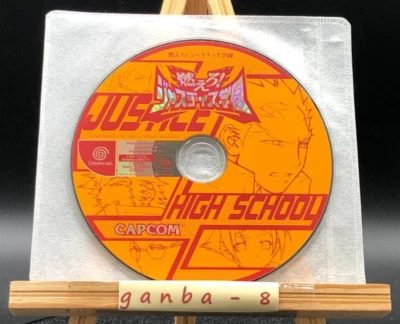 燃えろ!ジャスティス学園
燃えろ!
ジャスティス学園
JUSTICE
Dreamcast
HIGH SCHOOL
CAPCOM
ganba - 8